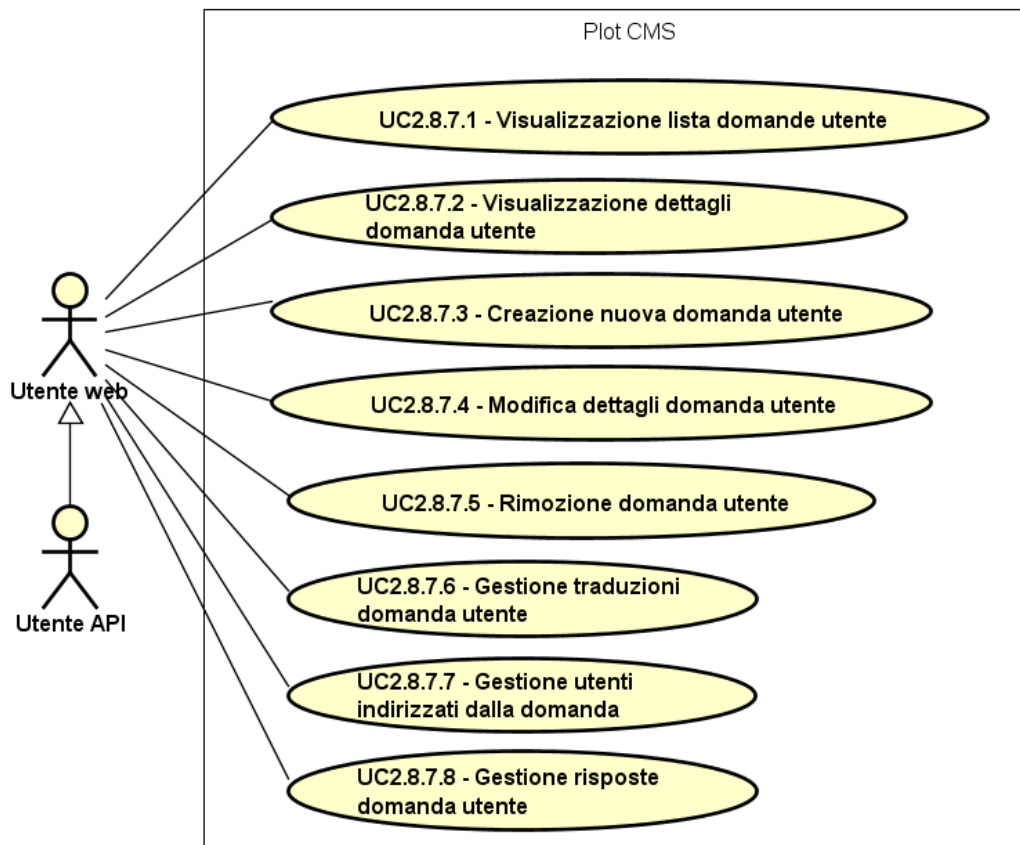 Plot CMS
UC2.8.7.1 - Visualizzazione lista domande utente
UC2.8.7.2 - Visualizzazione dettagli
domanda utente
UC2.8.7.3 - Creazione nuova domanda utente
Utente web
UC2.8.7.4 - Modifica dettagli domanda utente
UC2.8.7.5 - Rimozione domanda utente
Utente API
UC2.8.7.6 - Gestione traduzioni
domanda utente
UC2.8.7.7 - Gestione utenti
indirizzati dalla domanda
UC2.8.7.8 - Gestione risposte
domanda utente